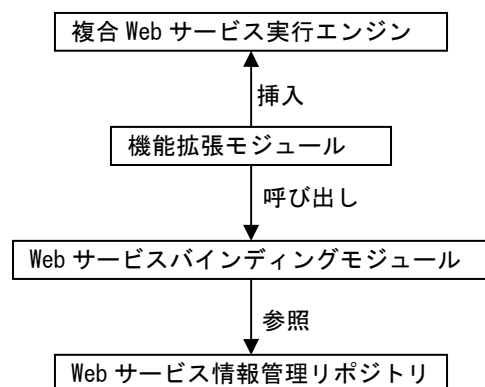 複合 Web サービス実行エンジン
挿入
機能拡張モジュール
呼び出し
Web サービスバインディングモジュール
参照
Web サービス情報管理リポジトリ